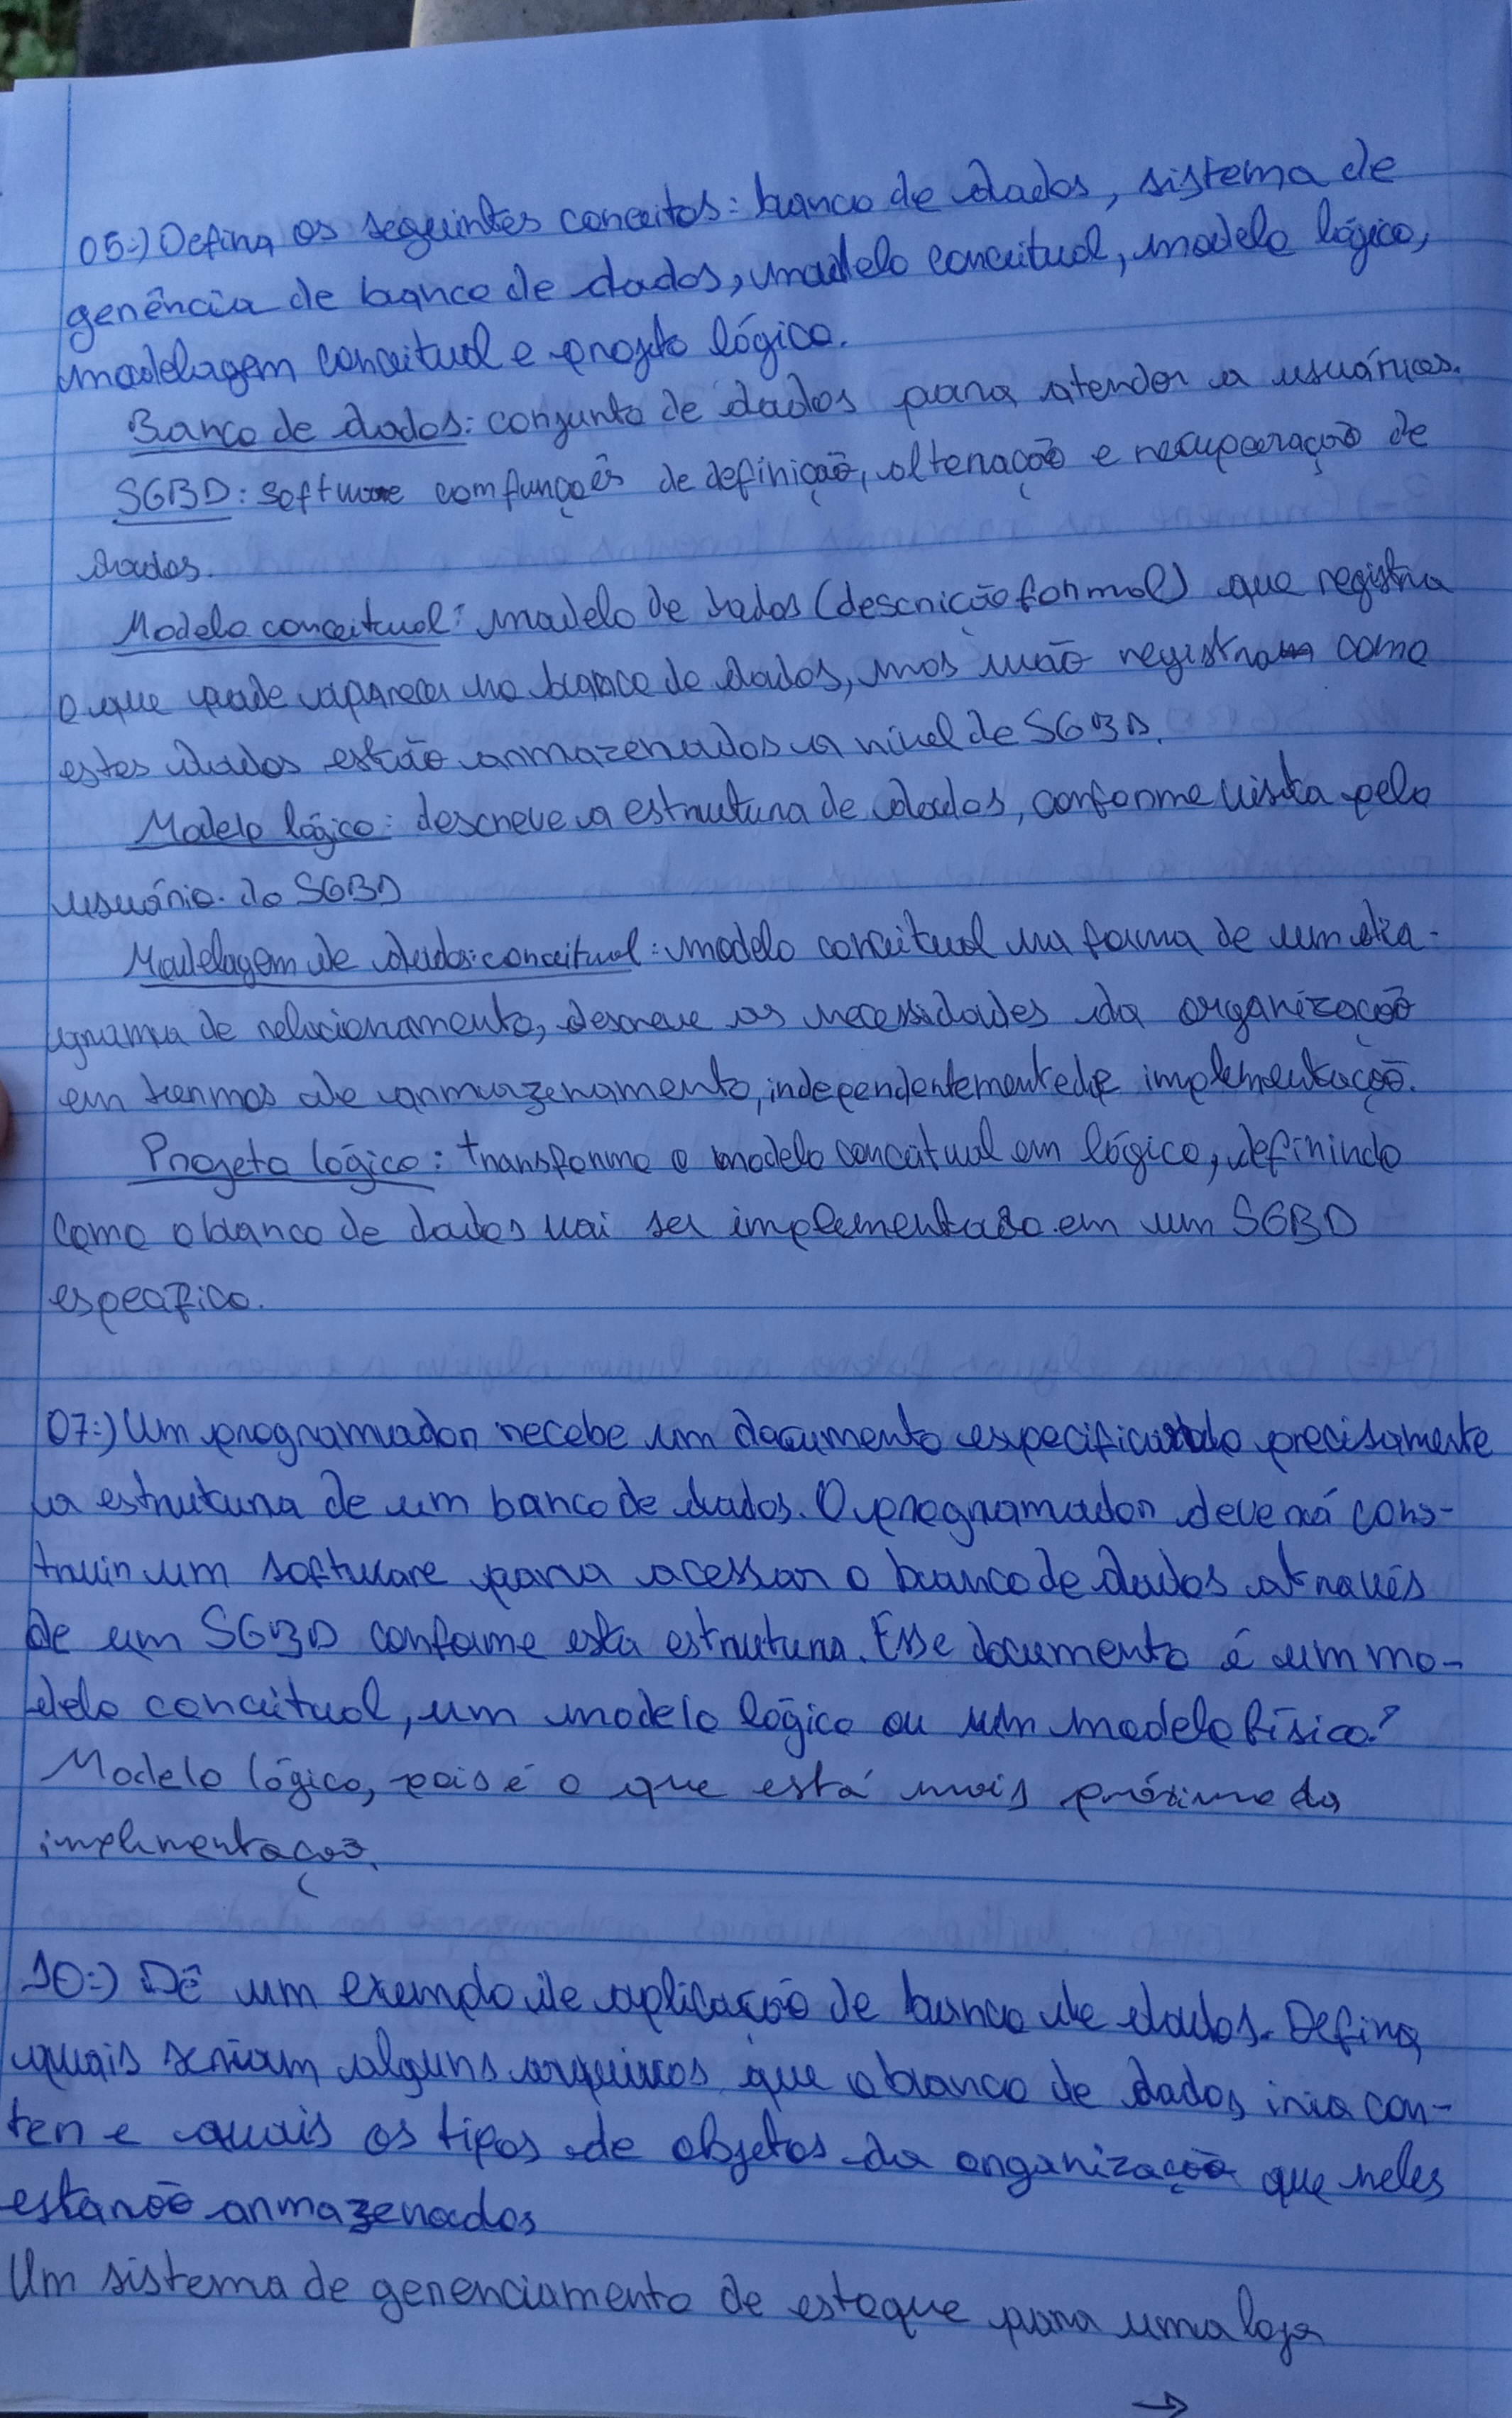 05:) Defina os seguintes conceitos: banco de dados, sistema de
gerência de banco de dados, modelo conceitual, modelo lógico,
modelagem conceitual e projeto lógico.
Banco de dados: conjunto de dados para atender a usuários.
SGBD: software com funções de definição, alteração e recuperação de
dados.
Modelo conceitual: modelo de dados (descrição formal) que registra
o que pode aparecer no banco de dados, mas não registra como
estes dados estão armazenados a nível de SGBD.
Modelo lógico: descreve a estrutura de dados, conforme vista pelo
usuário do SGBD
Modelagem de dados conceitual: modelo conceitual na forma de um dia-
grama de relacionamento, descreve as necessidades da organização
em termos de armazenamento, independentemente de implementação.
Projeto lógico: transforma o modelo conceitual em lógico, definindo
como o banco de dados vai ser implementado em um SGBD
específico.
07:) Um programador recebe um documento especificando precisamente
a estrutura de um banco de dados. O programador deverá cons-
truir um software para acessar o banco de dados através
de um SGBD conforme esta estrutura. Esse documento é um mo-
delo conceitual, um modelo lógico ou um modelo físico?
Modelo lógico, pois é o que está mais próximo da
implementação.
10:) Dê um exemplo de aplicação de banco de dados. Defina
quais seriam alguns arquivos que o banco de dados iria con-
ter e quais os tipos de objetos da organização que neles
estarão armazenados
Um sistema de gerenciamento de estoque para uma loja
→